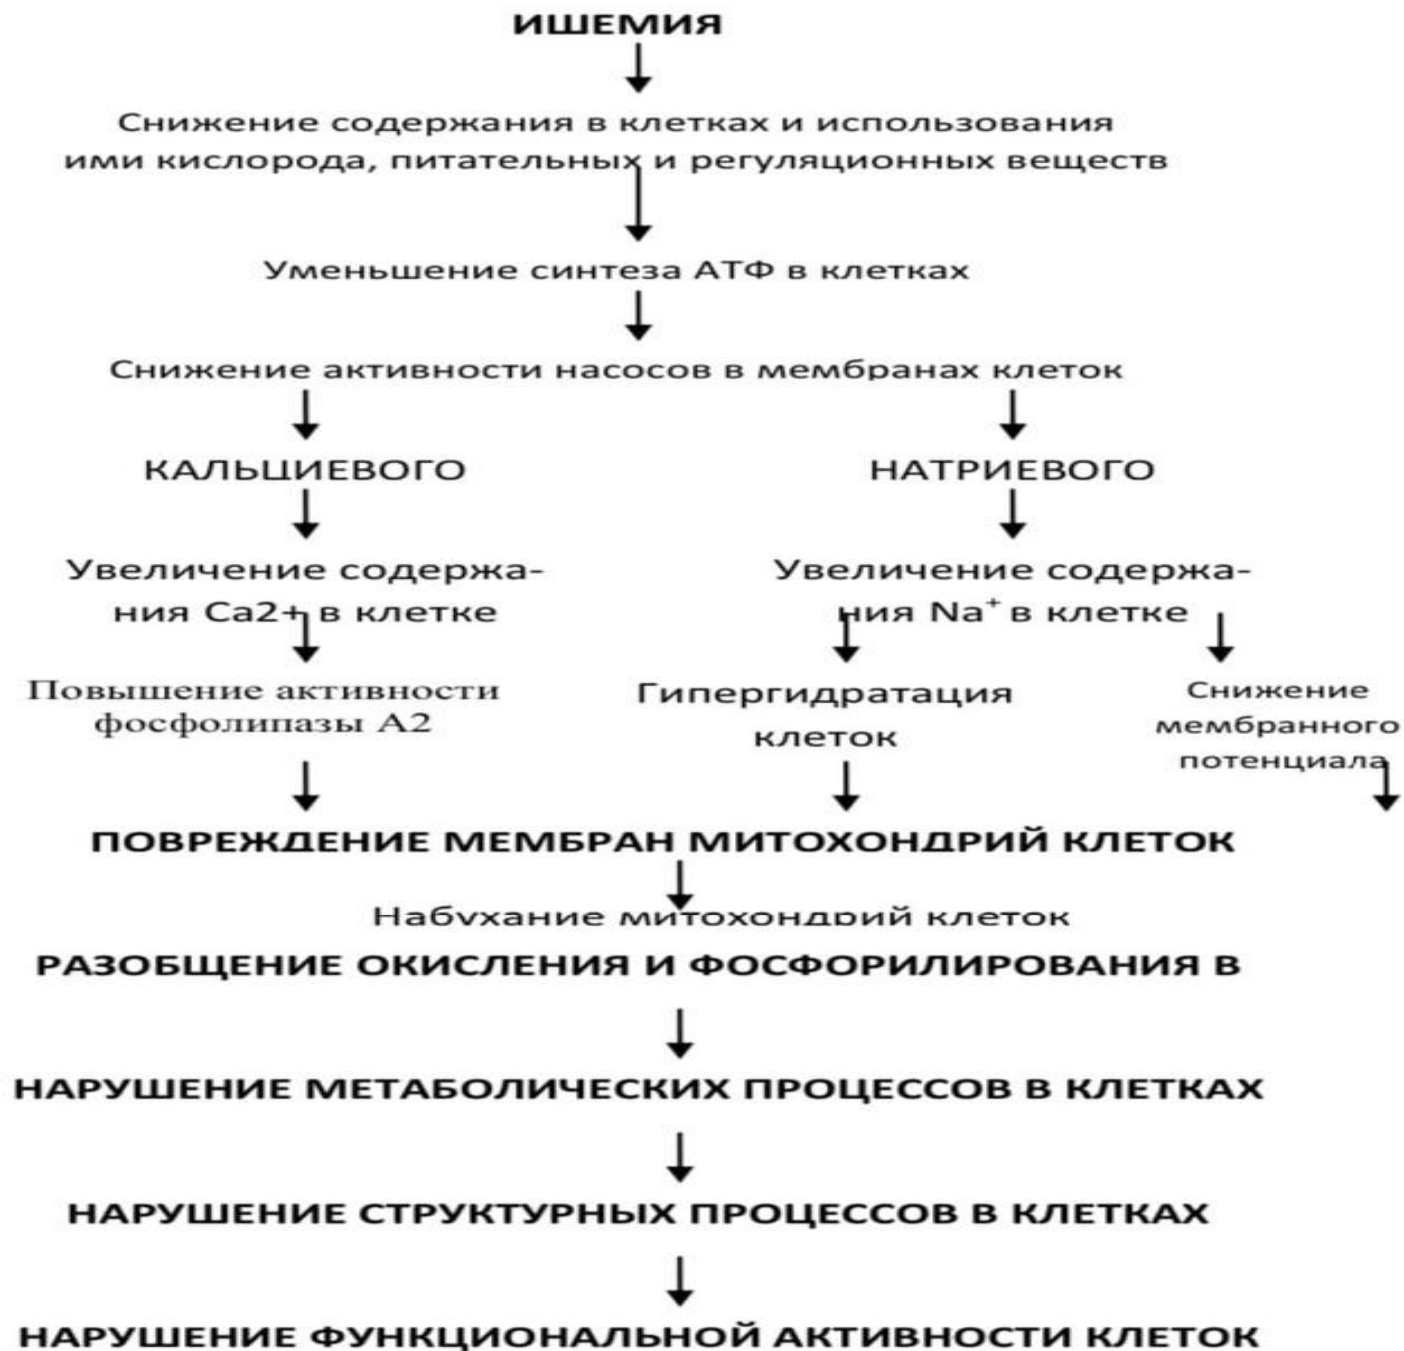 ИШЕМИЯ
Снижение содержания в клетках и использования
ими кислорода, питательных и регуляционных веществ
Уменьшение синтеза АТФ в клетках
Снижение активности насосов в мембранах клеток
КАЛЬЦИЕВОГО
НАТРИЕВОГО
Увеличение содержа-
ния Ca2+ в клетке
Увеличение содержа-
ния Na⁺ в клетке
Повышение активности
фосфолипазы А2
Гипергидратация
клеток
Снижение
мембранного
потенциала
ПОВРЕЖДЕНИЕ МЕМБРАН МИТОХОНДРИЙ КЛЕТОК
Набухание митохондрий клеток
РАЗОБЩЕНИЕ ОКИСЛЕНИЯ И ФОСФОРИЛИРОВАНИЯ В
НАРУШЕНИЕ МЕТАБОЛИЧЕСКИХ ПРОЦЕССОВ В КЛЕТКАХ
НАРУШЕНИЕ СТРУКТУРНЫХ ПРОЦЕССОВ В КЛЕТКАХ
НАРУШЕНИЕ ФУНКЦИОНАЛЬНОЙ АКТИВНОСТИ КЛЕТОК